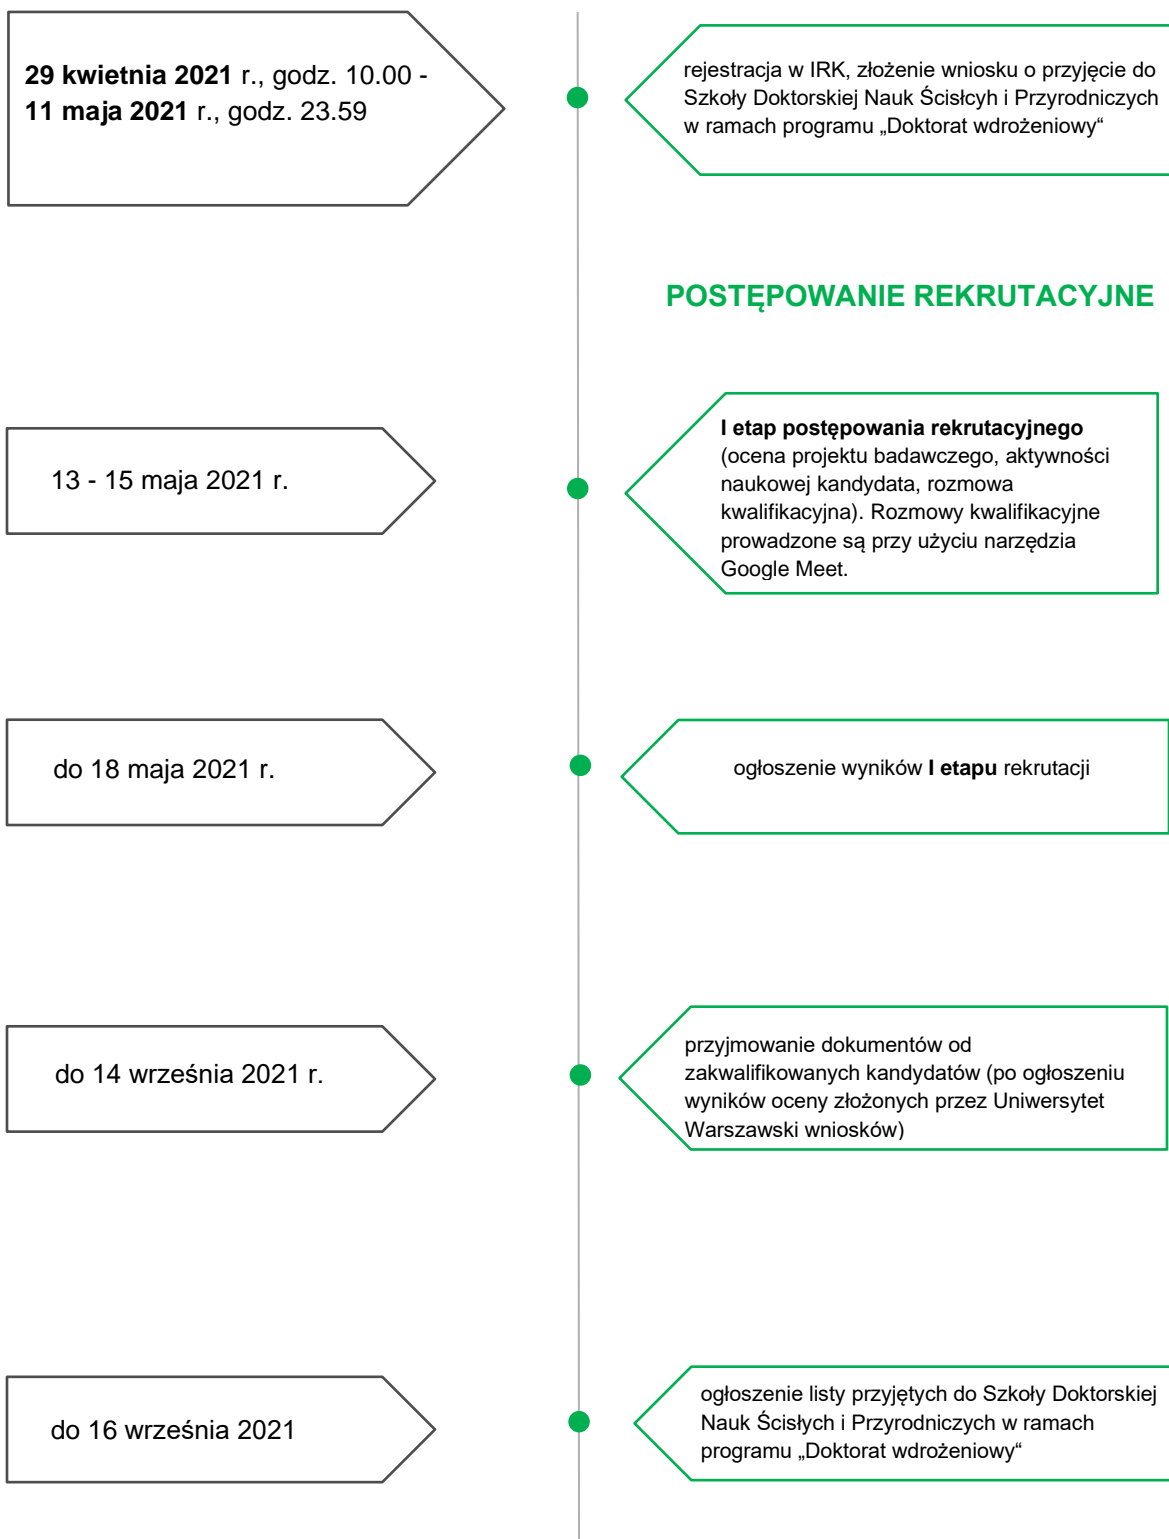 29 kwietnia 2021 r., godz. 10.00 -
11 maja 2021 r., godz. 23.59
rejestracja w IRK, złożenie wniosku o przyjęcie do
Szkoły Doktorskiej Nauk Ścisłcyh i Przyrodniczych
w ramach programu „Doktorat wdrożeniowy“
POSTĘPOWANIE REKRUTACYJNE
13 - 15 maja 2021 r.
I etap postępowania rekrutacyjnego
(ocena projektu badawczego, aktywności
naukowej kandydata, rozmowa
kwalifikacyjna). Rozmowy kwalifikacyjne
prowadzone są przy użyciu narzędzia
Google Meet.
do 18 maja 2021 r.
ogłoszenie wyników I etapu rekrutacji
do 14 września 2021 r.
przyjmowanie dokumentów od
zakwalifikowanych kandydatów (po ogłoszeniu
wyników oceny złożonych przez Uniwersytet
Warszawski wniosków)
do 16 września 2021
ogłoszenie listy przyjętych do Szkoły Doktorskiej
Nauk Ścisłych i Przyrodniczych w ramach
programu „Doktorat wdrożeniowy“